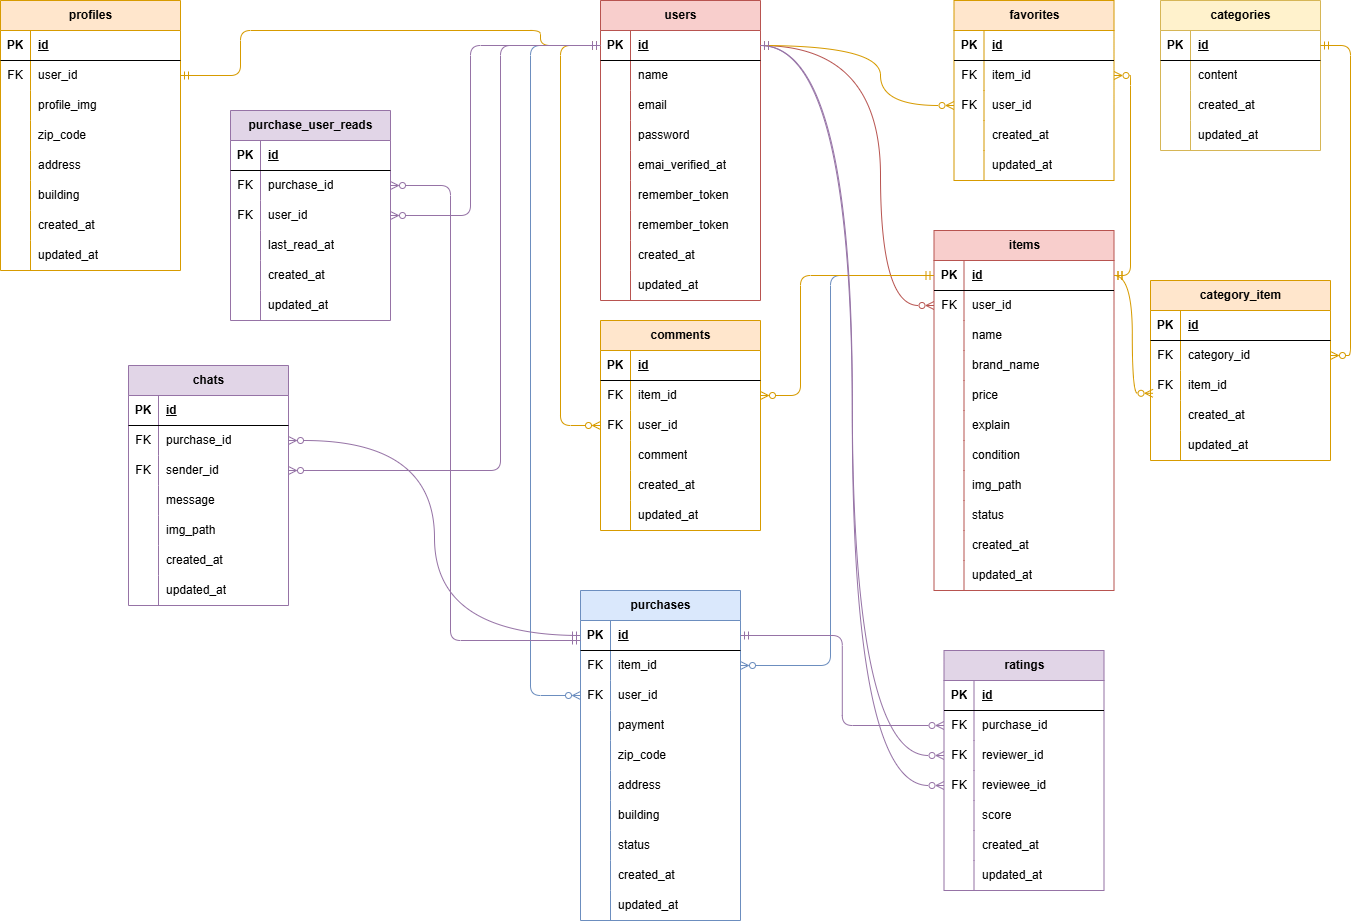 profiles
PK id
FK user_id
profile_img
zip_code
address
building
created_at
updated_at
purchase_user_reads
PK id
FK purchase_id
FK user_id
last_read_at
created_at
updated_at
chats
PK id
FK purchase_id
FK sender_id
message
img_path
created_at
updated_at
users
PK id
name
email
password
emai_verified_at
remember_token
remember_token
created_at
updated_at
comments
PK id
FK item_id
FK user_id
comment
created_at
updated_at
purchases
PK id
FK item_id
FK user_id
payment
zip_code
address
building
status
created_at
updated_at
favorites
PK id
FK item_id
FK user_id
created_at
updated_at
items
PK id
FK user_id
name
brand_name
price
explain
condition
img_path
status
created_at
updated_at
ratings
PK id
FK purchase_id
FK reviewer_id
FK reviewee_id
score
created_at
updated_at
categories
PK id
content
created_at
updated_at
category_item
PK id
FK category_id
FK item_id
created_at
updated_at